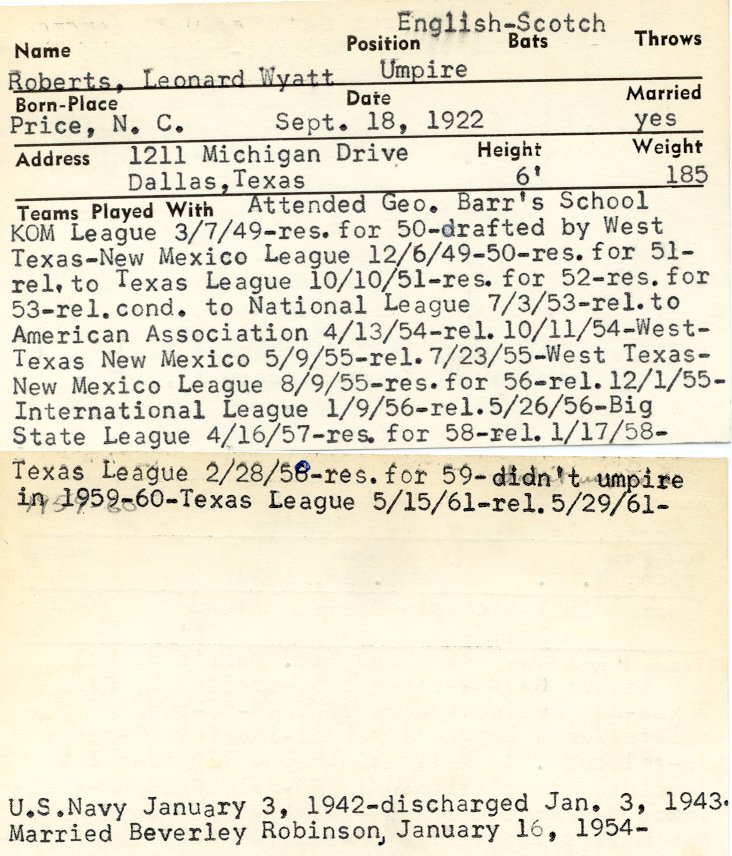 English-Scotch
Name Position Bats Throws
Roberts, Leonard Wyatt Umpire
Born-Place Date Married
Price, N. C. Sept. 18, 1922 yes
Address 1211 Michigan Drive Height Weight
Dallas,Texas 6' 185
Teams Played With Attended Geo. Barr's School
KOM League 3/7/49-res. for 50-drafted by West
Texas-New Mexico League 12/6/49-50-res. for 51-
rel. to Texas League 10/10/51-res. for 52-res. for
53-rel. cond. to National League 7/3/53-rel. to
American Association 4/13/54-rel. 10/11/54-West-
Texas New Mexico 5/9/55-rel. 7/23/55-West Texas-
New Mexico League 8/9/55-res. for 56-rel. 12/1/55-
International League 1/9/56-rel. 5/26/56-Big
State League 4/16/57-res. for 58-rel. 1/17/58-
Texas League 2/28/58-res. for 59-didn't umpire
in 1959-60-Texas League 5/15/61-rel. 5/29/61-
U.S.Navy January 3, 1942-discharged Jan. 3, 1943.
Married Beverley Robinson, January 16, 1954-